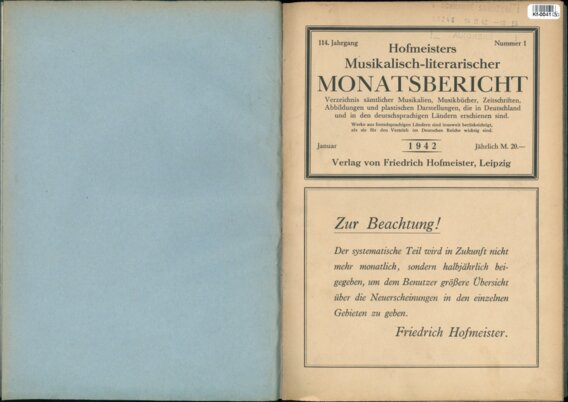 Kf-0041
114. Jahrgang Nummer 1
Hofmeisters
Musikalisch-literarischer
MONATSBERICHT
Verzeichnis sämtlicher Musikalien, Musikbücher, Zeitschriften,
Abbildungen und plastischen Darstellungen, die in Deutschland
und in den deutschsprachigen Ländern erschienen sind.
Werke aus fremdsprachigen Ländern sind insoweit berücksichtigt,
als sie für den Vertrieb im Deutschen Reiche wichtig sind.
Januar 1942 Jährlich M. 20.—
Verlag von Friedrich Hofmeister, Leipzig
Zur Beachtung!
Der systematische Teil wird in Zukunft nicht
mehr monatlich, sondern halbjährlich bei-
gegeben, um dem Benutzer größere Übersicht
über die Neuerscheinungen in den einzelnen
Gebieten zu geben.
Friedrich Hofmeister.